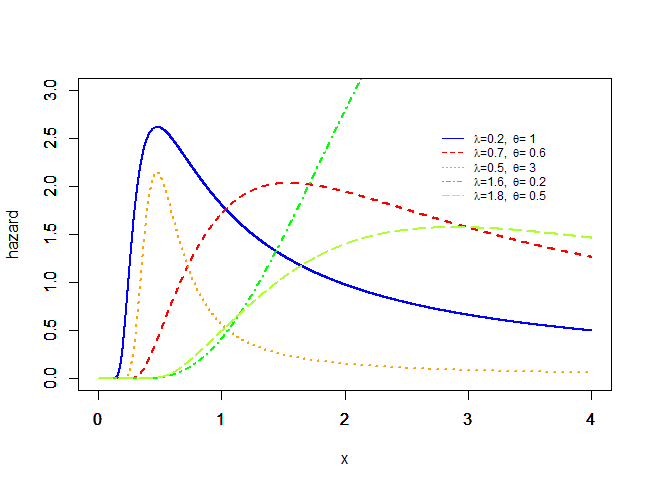 3.0
2.5
2.0
1.5
1.0
0.5
0.0
hazard
λ=0.2, θ= 1
λ=0.7, θ= 0.6
λ=0.5, θ= 3
λ=1.6, θ= 0.2
λ=1.8, θ= 0.5
0 1 2 3 4
x